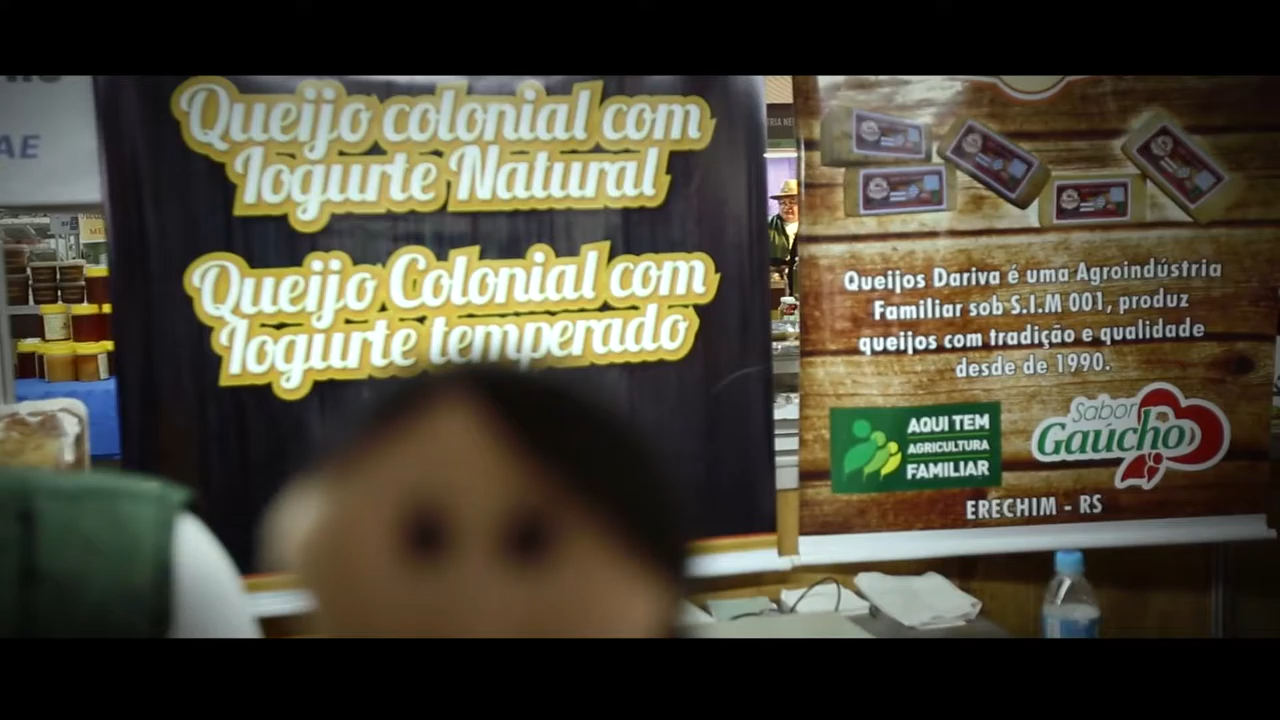 AE
Queijo colonial com
Iogurte Natural
Queijo Colonial com
Iogurte temperado
Queijos Dariva é uma Agroindústria
Familiar sob S.I.M 001, produz
queijos com tradição e qualidade
desde de 1990.
AQUI TEM
AGRICULTURA
FAMILIAR
Sabor
Gaúcho
ERECHIM - RS